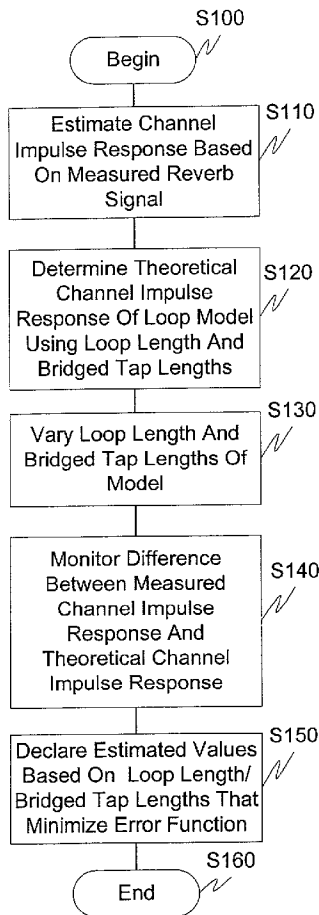 S100
Begin
S110
Estimate Channel
Impulse Response Based
On Measured Reverb
Signal
S120
Determine Theoretical
Channel Impulse
Response Of Loop Model
Using Loop Length And
Bridged Tap Lengths
S130
Vary Loop Length And
Bridged Tap Lengths Of
Model
S140
Monitor Difference
Between Measured
Channel Impulse
Response And
Theoretical Channel
Impulse Response
S150
Declare Estimated Values
Based On Loop Length/
Bridged Tap Lengths That
Minimize Error Function
S160
End